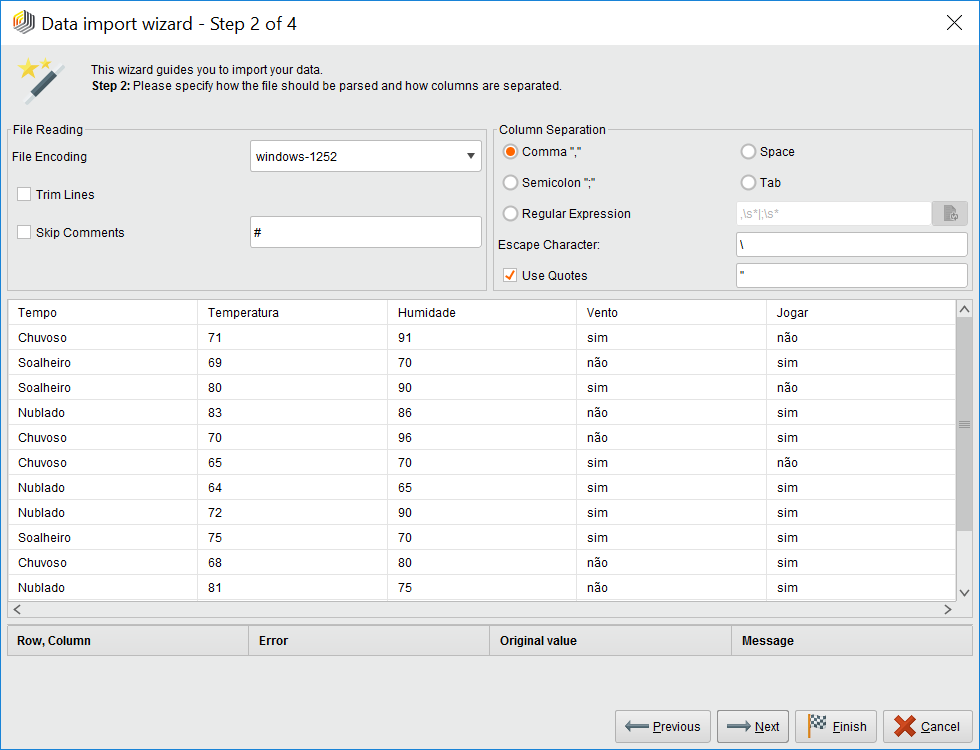 Data import wizard - Step 2 of 4
This wizard guides you to import your data.
Step 2: Please specify how the file should be parsed and how columns are separated.
File Reading
File Encoding windows-1252
Trim Lines
Skip Comments #
Column Separation
Comma "," Space
Semicolon ";" Tab
Regular Expression ,\s*|;\s*
Escape Character: \
Use Quotes "
Tempo Temperatura Humidade Vento Jogar
Chuvoso 71 91 sim não
Soalheiro 69 70 não sim
Soalheiro 80 90 sim não
Nublado 83 86 não sim
Chuvoso 70 96 não sim
Chuvoso 65 70 sim não
Nublado 64 65 sim sim
Nublado 72 90 sim sim
Soalheiro 75 70 sim sim
Chuvoso 68 80 não sim
Nublado 81 75 não sim
Row, Column Error Original value Message
Previous Next Finish Cancel